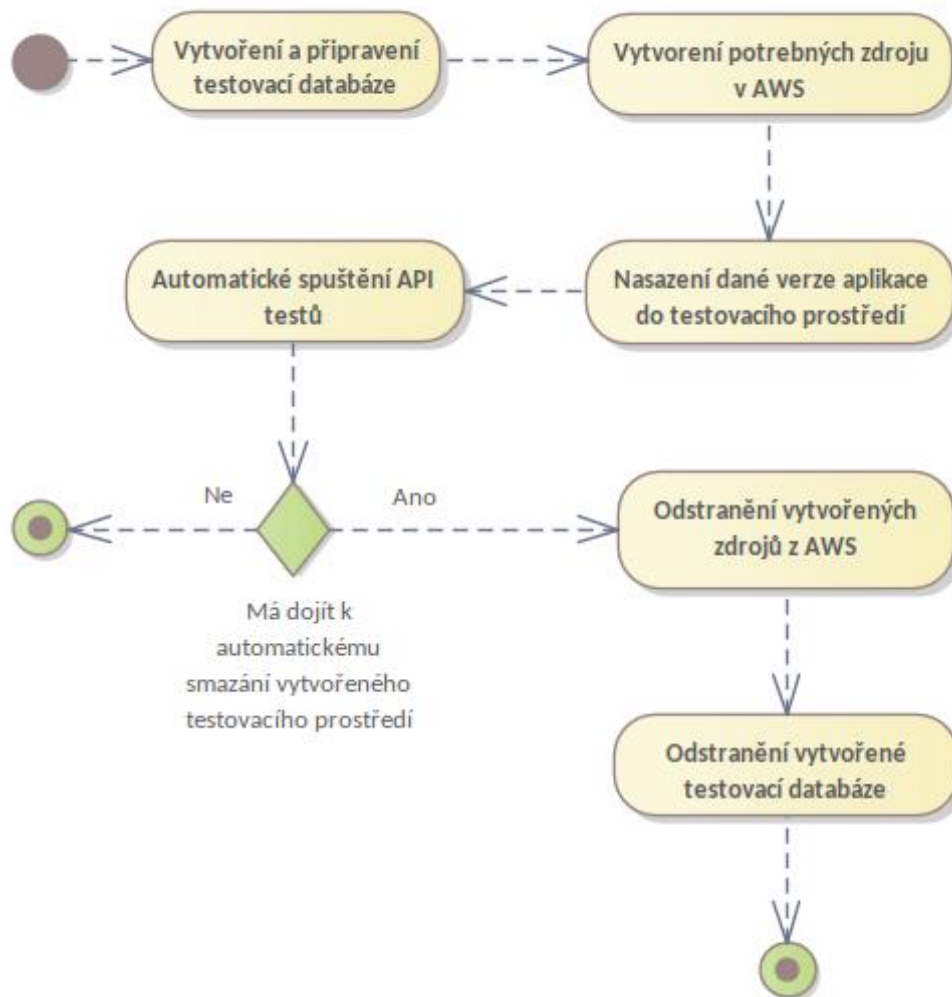 Vytvoření a připravení
testovací databáze
Vytvorení potrebných zdroju
v AWS
Nasazení dané verze aplikace
do testovacího prostředí
Automatické spuštění API
testů
Ne
Ano
Má dojít k
automatickému
smazání vytvořeného
testovacího prostředí
Odstranění vytvořených
zdrojů z AWS
Odstranění vytvořené
testovací databáze